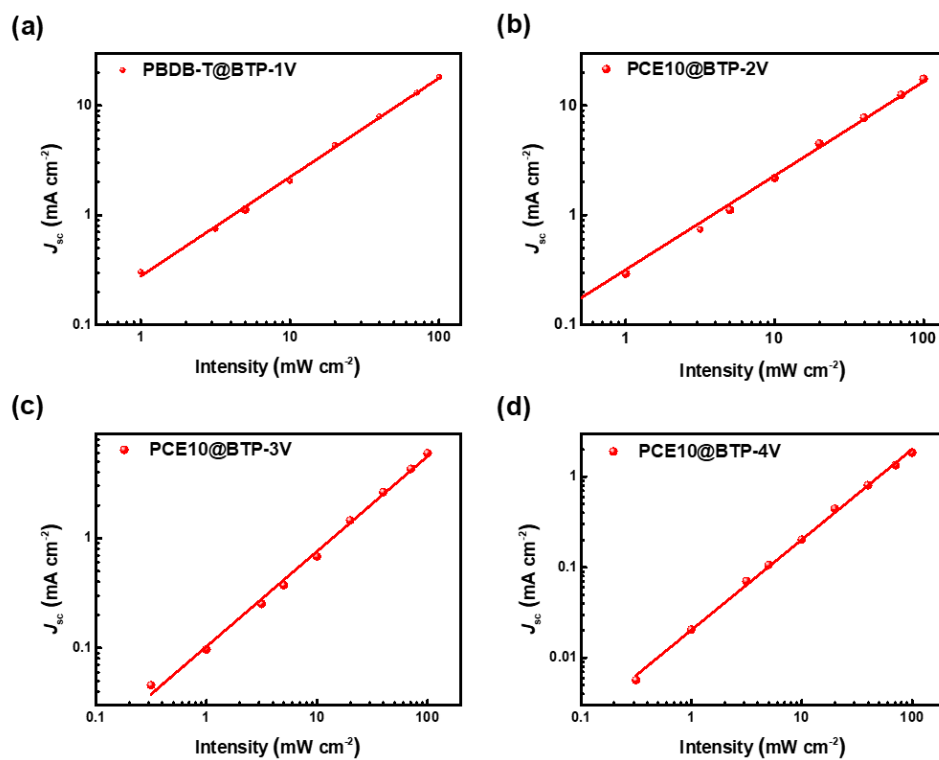 (a)
PBDB-T@BTP-1V
10
1
0.1
J_sc (mA cm⁻²)
1 10 100
Intensity (mW cm⁻²)
(b)
PCE10@BTP-2V
10
1
0.1
J_sc (mA cm⁻²)
1 10 100
Intensity (mW cm⁻²)
(c)
PCE10@BTP-3V
1
0.1
J_sc (mA cm⁻²)
0.1 1 10 100
Intensity (mW cm⁻²)
(d)
PCE10@BTP-4V
1
0.1
0.01
J_sc (mA cm⁻²)
0.1 1 10 100
Intensity (mW cm⁻²)